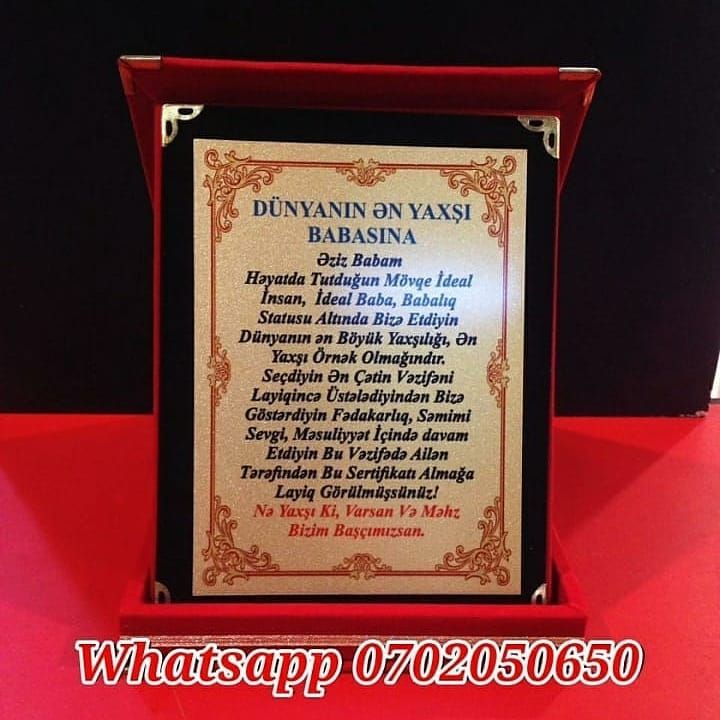 DÜNYANIN ƏN YAXŞI
BABASINA
Əziz Babam
Həyatda Tutduğun Mövqe İdeal
İnsan, İdeal Baba, Babalıq
Statusu Altında Bizə Etdiyin
Dünyanın ən Böyük Yaxşılığı, Ən
Yaxşı Örnək Olmağındır.
Seçdiyin Ən Çətin Vəzifəni
Layiqincə Üstələdiyindən Bizə
Göstərdiyin Fədakarlıq, Səmimi
Sevgi, Məsuliyyət İçində davam
Etdiyin Bu Vəzifədə Ailən
Tərəfindən Bu Sertifikatı Almağa
Layiq Görülmüşsünüz!
Nə Yaxşı Ki, Varsan Və Məhz
Bizim Başçımızsan.
Whatsapp 0702050650